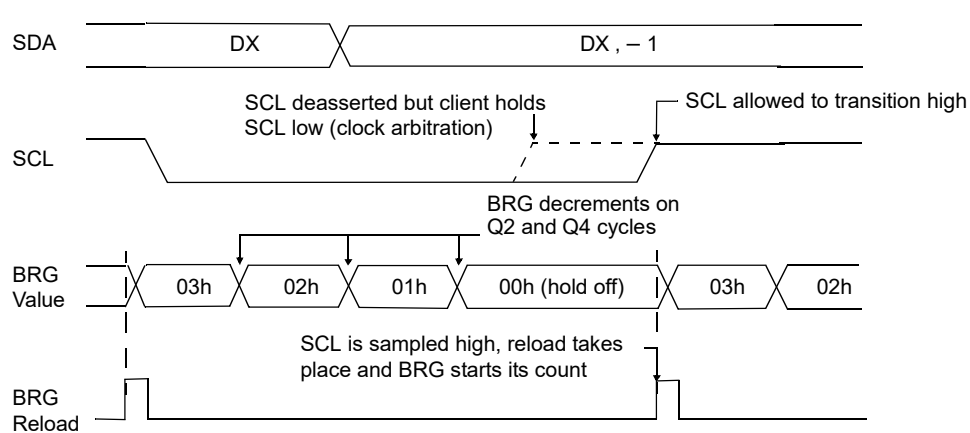 SDA
DX
DX , – 1
SCL deasserted but client holds
SCL low (clock arbitration)
SCL allowed to transition high
SCL
BRG decrements on
Q2 and Q4 cycles
BRG
Value
03h
02h
01h
00h (hold off)
03h
02h
SCL is sampled high, reload takes
place and BRG starts its count
BRG
Reload